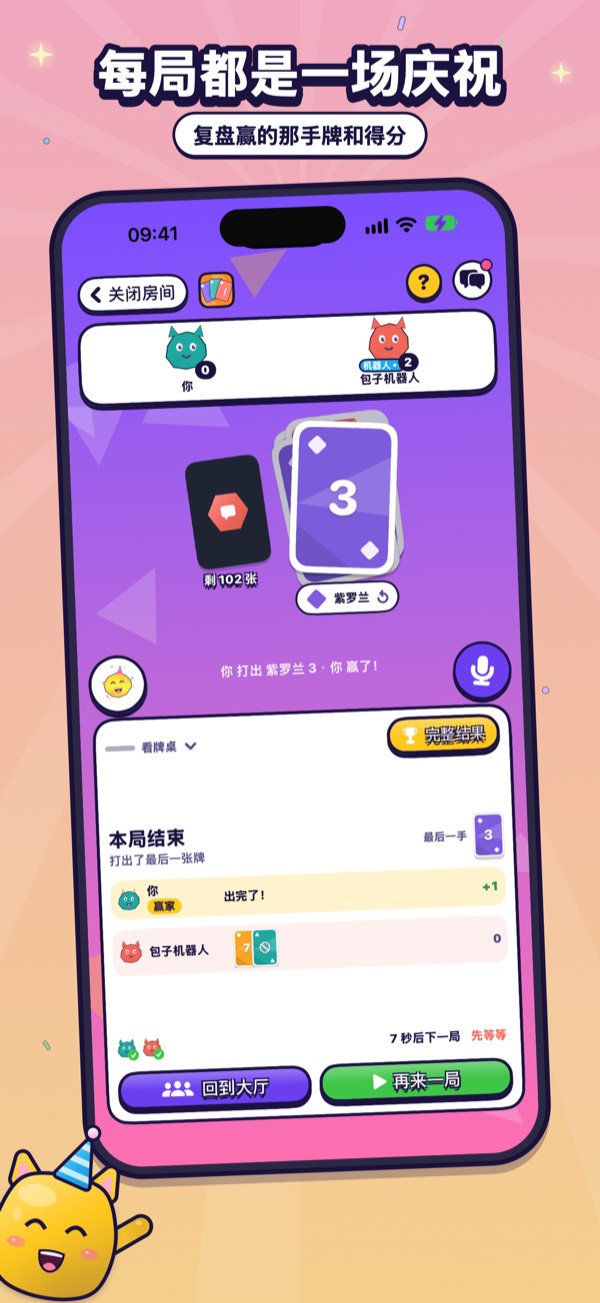 每局都是一场庆祝
复盘赢的那手牌和得分
09:41
关闭房间
?
0
你
机器人
2
包子机器人
3
剩 102 张
紫罗兰
你 打出 紫罗兰 3 · 你 赢了!
看牌桌
完整结果
本局结束
打出了最后一张牌
最后一手
3
你
赢家
出完了!
+1
包子机器人
7
0
7 秒后下一局
先等等
回到大厅
再来一局